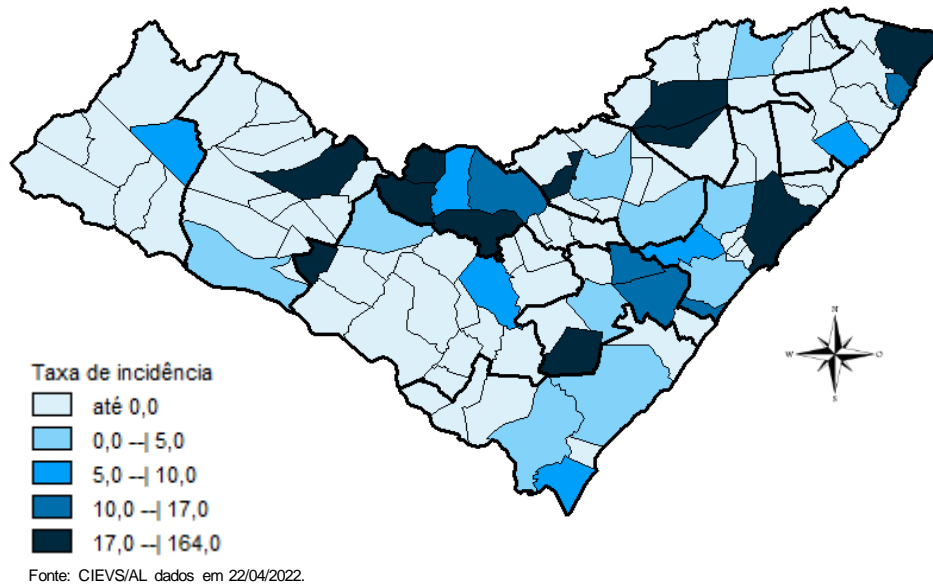 N
W
O
S
Taxa de incidência
até 0,0
0,0 --| 5,0
5,0 --| 10,0
10,0 --| 17,0
17,0 --| 164,0
Fonte: CIEVS/AL dados em 22/04/2022.